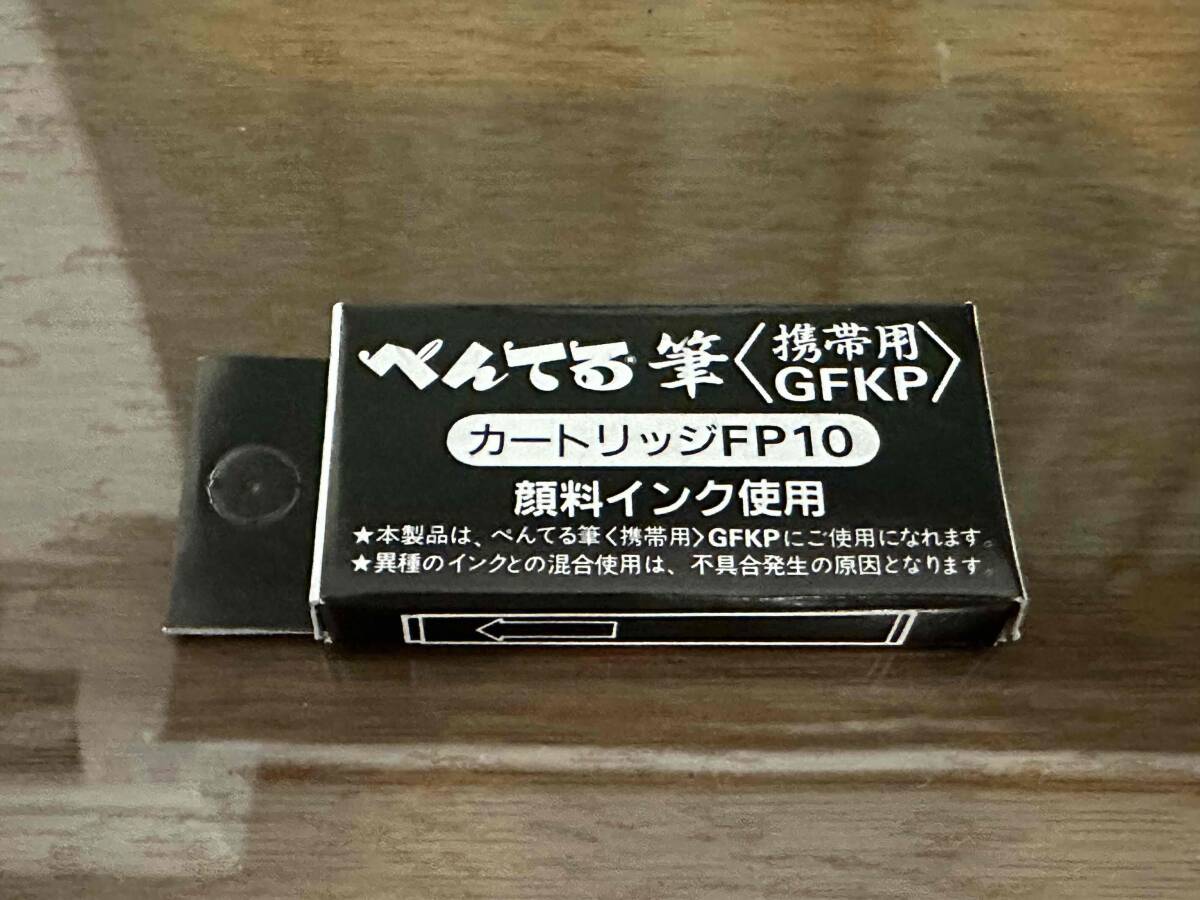 ぺんてる®筆〈携帯用 GFKP〉
カートリッジFP10
顔料インク使用
★本製品は、ぺんてる筆〈携帯用〉GFKPにご使用になれます。
★異種のインクとの混合使用は、不具合発生の原因となります。